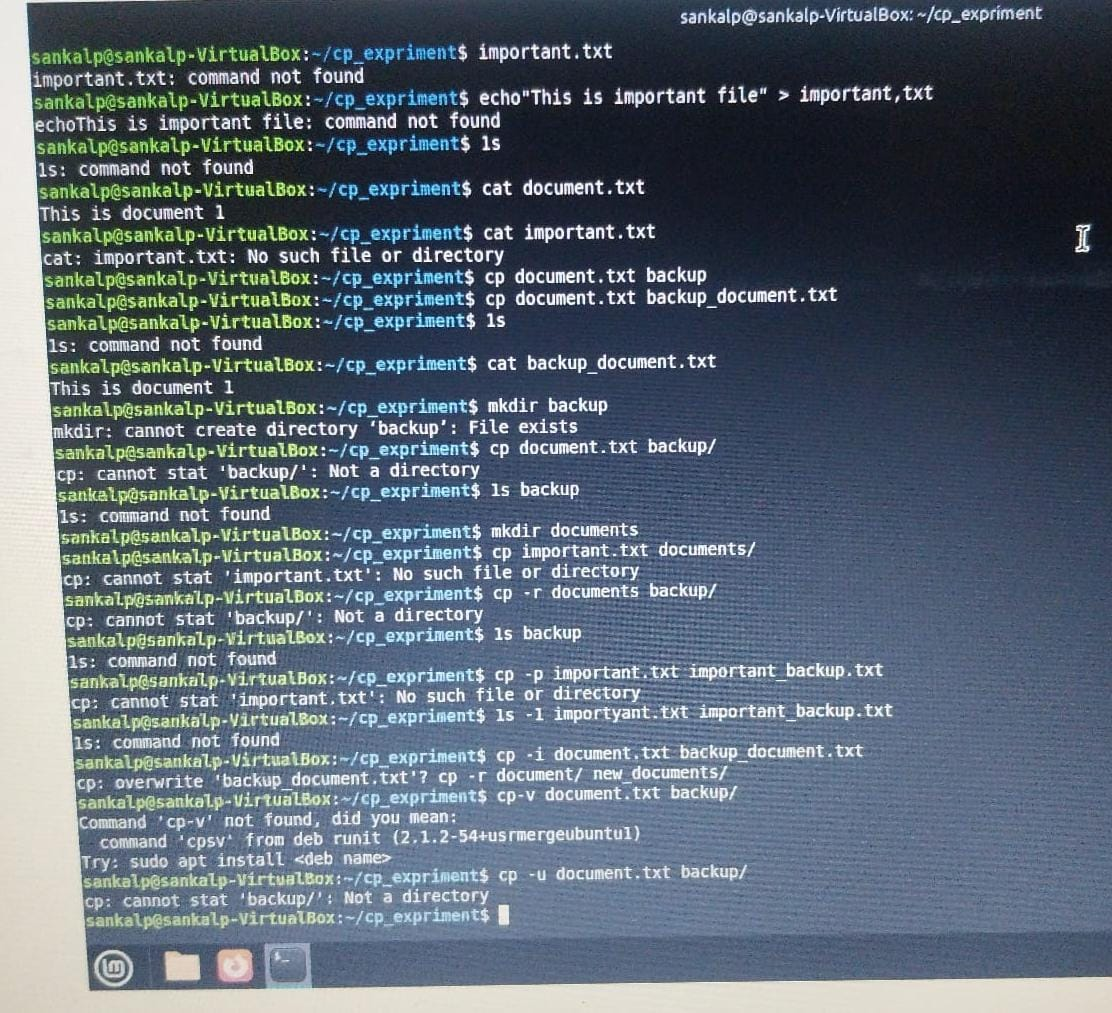 sankalp@sankalp-VirtualBox: ~/cp_expriment
sankalp@sankalp-VirtualBox:~/cp_expriment$ important.txt
important.txt: command not found
sankalp@sankalp-VirtualBox:~/cp_expriment$ echo"This is important file" > important,txt
echoThis is important file: command not found
sankalp@sankalp-VirtualBox:~/cp_expriment$ 1s
1s: command not found
sankalp@sankalp-VirtualBox:~/cp_expriment$ cat document.txt
This is document 1
sankalp@sankalp-VirtualBox:~/cp_expriment$ cat important.txt
cat: important.txt: No such file or directory
sankalp@sankalp-VirtualBox:~/cp_expriment$ cp document.txt backup
sankalp@sankalp-VirtualBox:~/cp_expriment$ cp document.txt backup_document.txt
sankalp@sankalp-VirtualBox:~/cp_expriment$ 1s
1s: command not found
sankalp@sankalp-VirtualBox:~/cp_expriment$ cat backup_document.txt
This is document 1
sankalp@sankalp-VirtualBox:~/cp_expriment$ mkdir backup
mkdir: cannot create directory ‘backup’: File exists
sankalp@sankalp-VirtualBox:~/cp_expriment$ cp document.txt backup/
cp: cannot stat 'backup/': Not a directory
sankalp@sankalp-VirtualBox:~/cp_expriment$ 1s backup
1s: command not found
sankalp@sankalp-VirtualBox:~/cp_expriment$ mkdir documents
sankalp@sankalp-VirtualBox:~/cp_expriment$ cp important.txt documents/
cp: cannot stat 'important.txt': No such file or directory
sankalp@sankalp-VirtualBox:~/cp_expriment$ cp -r documents backup/
cp: cannot stat 'backup/': Not a directory
sankalp@sankalp-VirtualBox:~/cp_expriment$ 1s backup
1s: command not found
sankalp@sankalp-VirtualBox:~/cp_expriment$ cp -p important.txt important_backup.txt
cp: cannot stat 'important.txt': No such file or directory
sankalp@sankalp-VirtualBox:~/cp_expriment$ 1s -1 importyant.txt important_backup.txt
1s: command not found
sankalp@sankalp-VirtualBox:~/cp_expriment$ cp -i document.txt backup_document.txt
cp: overwrite 'backup_document.txt'? cp -r document/ new_documents/
sankalp@sankalp-VirtualBox:~/cp_expriment$ cp-v document.txt backup/
Command 'cp-v' not found, did you mean:
  command 'cpsv' from deb runit (2.1.2-54+usrmergeubuntu1)
Try: sudo apt install <deb name>
sankalp@sankalp-VirtualBox:~/cp_expriment$ cp -u document.txt backup/
cp: cannot stat 'backup/': Not a directory
sankalp@sankalp-VirtualBox:~/cp_expriment$